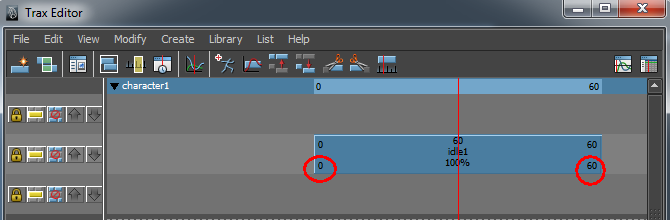 Trax Editor
File Edit View Modify Create Library List Help
character1 0 60
0 60 60
idle1
0 100% 60